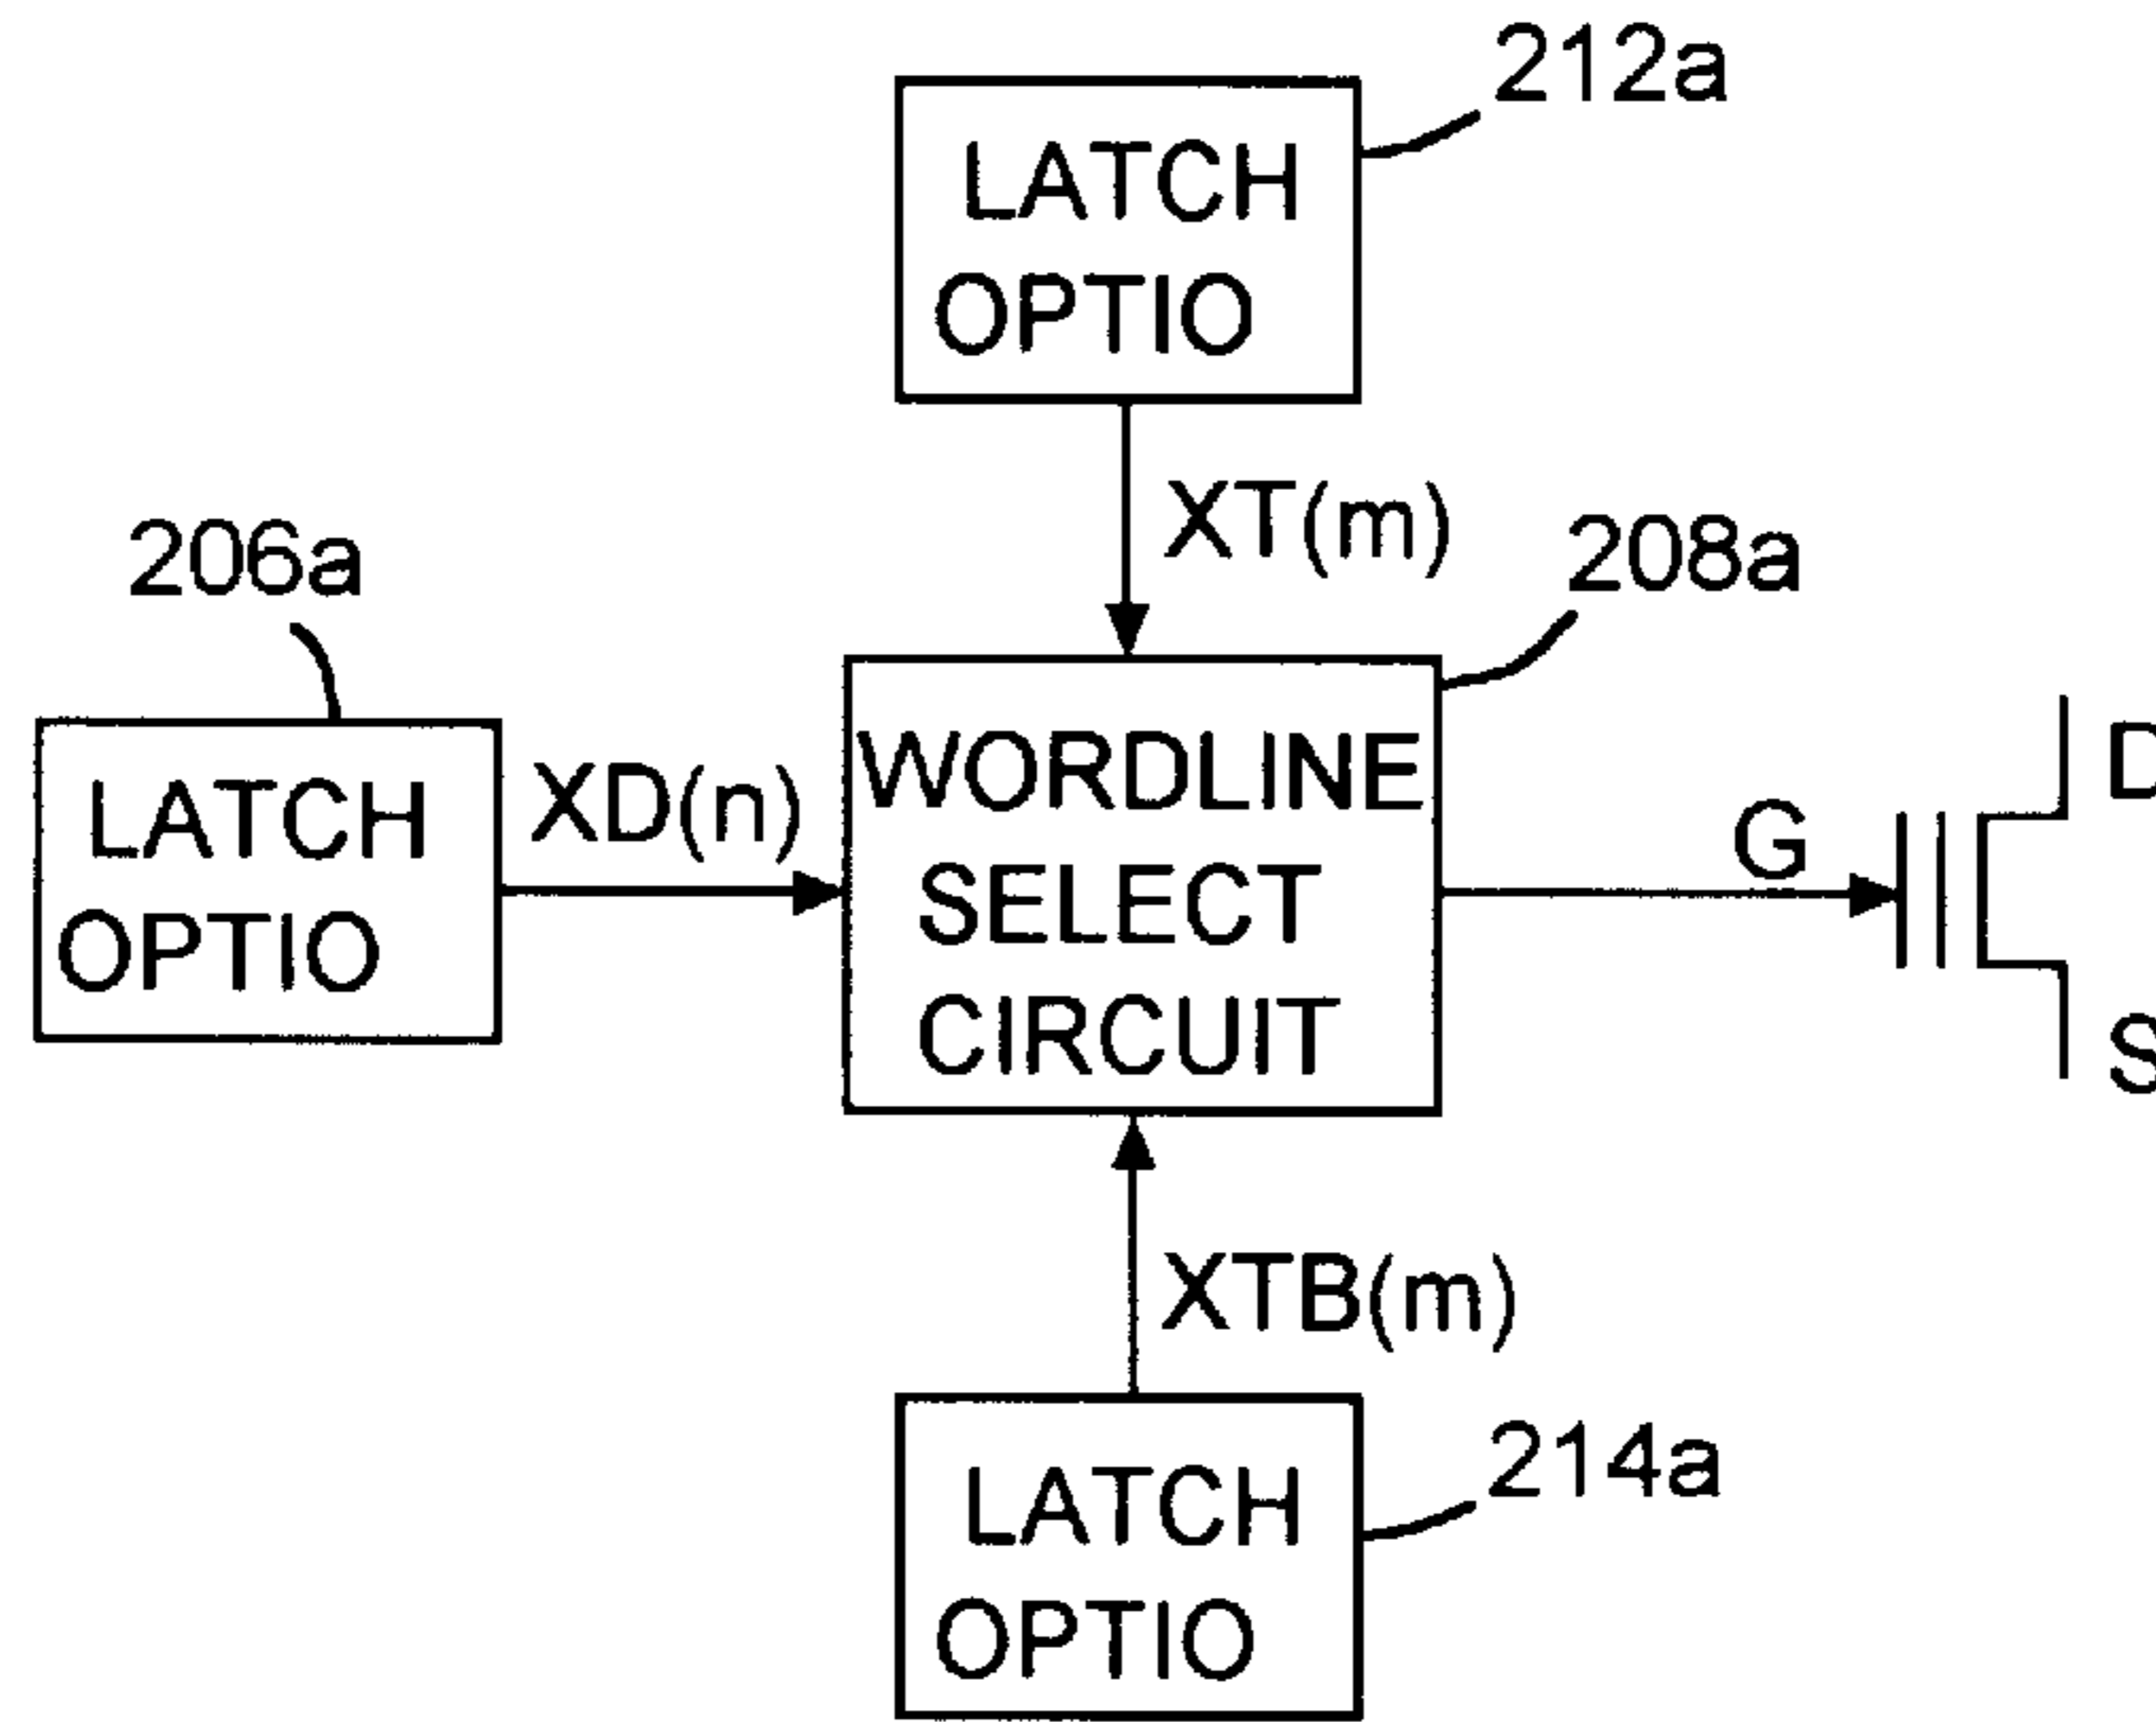 212a
LATCH
OPTIO
XT(m)
206a
208a
LATCH
OPTIO
XD(n)
WORDLINE
SELECT
CIRCUIT
G
D
S
XTB(m)
214a
LATCH
OPTIO